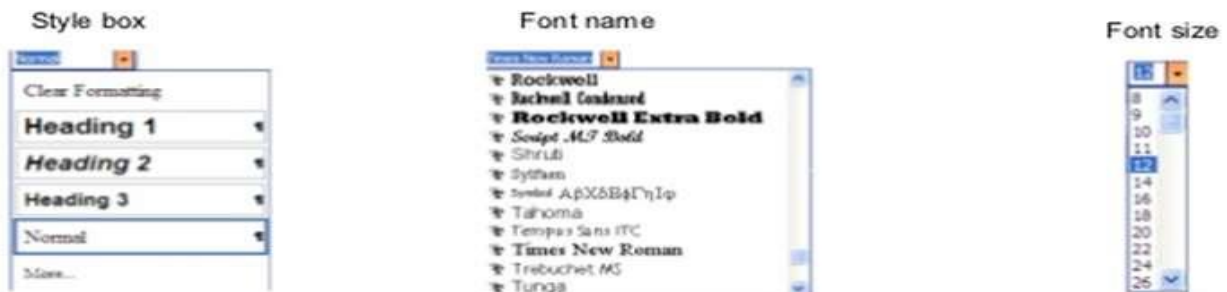 Style box
Normal
Clear Formatting
Heading 1
Heading 2
Heading 3
Normal
More...
Font name
Times New Roman
Rockwell
Rockwell Condensed
Rockwell Extra Bold
Script MT Bold
Shruti
Sylfaen
Symbol ΑβΧδΕϕΓηΙφ
Tahoma
Tempus Sans ITC
Times New Roman
Trebuchet MS
Tunga
Font size
12
8
9
10
11
12
14
16
18
20
22
24
26